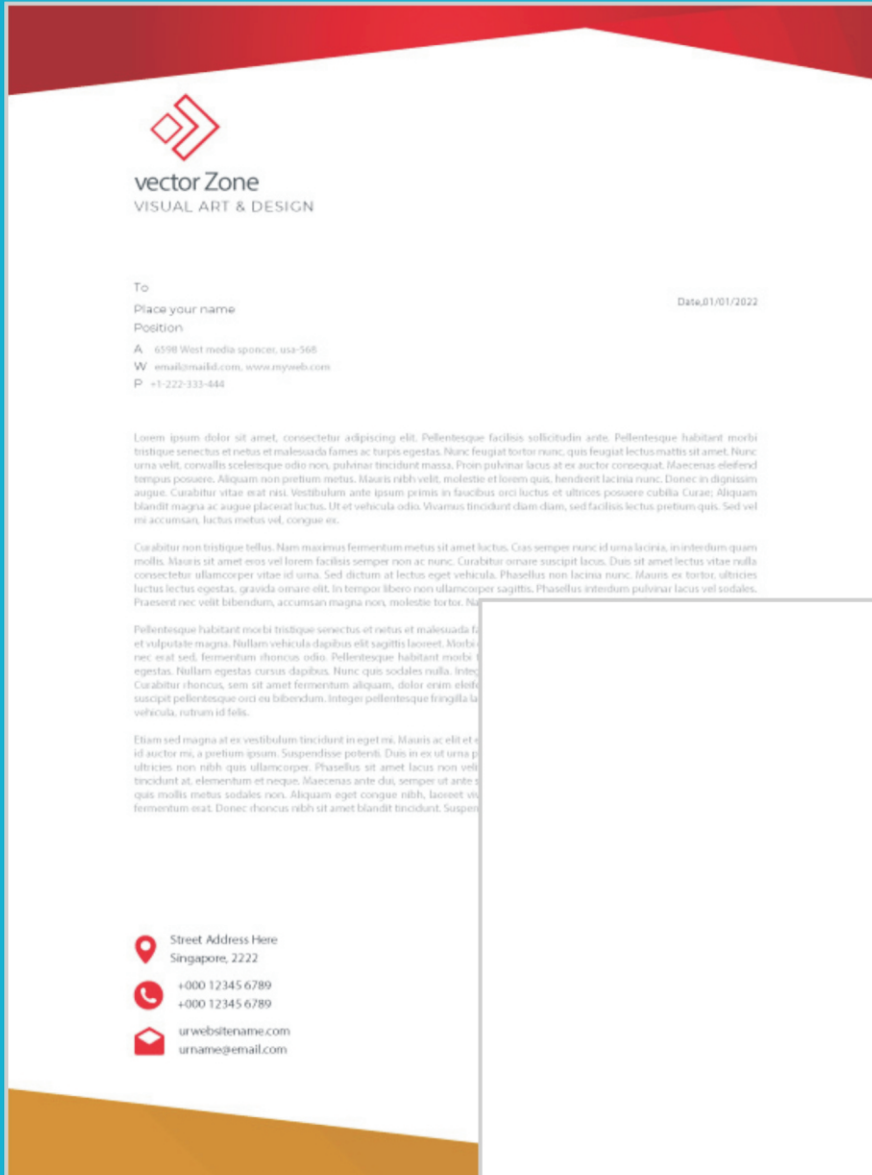 vector Zone
VISUAL ART & DESIGN
To
Place your name
Position
Date,01/01/2022
A 6598 West media sponcer, usa-568
W email@mailid.com, www.myweb.com
P +1-222-333-444
Lorem ipsum dolor sit amet, consectetur adipiscing elit. Pellentesque facilisis sollicitudin ante. Pellentesque habitant morbi
tristique senectus et netus et malesuada fames ac turpis egestas. Nunc feugiat tortor nunc, quis feugiat lectus mattis sit amet. Nunc
urna velit, convallis scelerisque odio non, pulvinar tincidunt massa. Proin pulvinar lacus at ex auctor consequat. Maecenas eleifend
tempus posuere. Aliquam non pretium metus. Mauris nibh velit, molestie et lorem quis, hendrerit lacinia nunc. Donec in dignissim
augue. Curabitur vitae erat nisi. Vestibulum ante ipsum primis in faucibus orci luctus et ultrices posuere cubilia Curae; Aliquam
blandit magna ac augue placerat luctus. Ut et vehicula odio. Vivamus tincidunt diam diam, sed facilisis lectus pretium quis. Sed vel
mi accumsan, luctus metus vel, congue ex.
Curabitur non tristique tellus. Nam maximus fermentum metus sit amet luctus. Cras semper nunc id urna lacinia, in interdum quam
mollis. Mauris sit amet eros vel lorem facilisis semper non ac nunc. Curabitur ornare suscipit lacus. Duis sit amet lectus vitae nulla
consectetur ullamcorper vitae id urna. Sed dictum at lectus eget vehicula. Phasellus non lacinia nunc. Mauris ex tortor, ultricies
luctus lectus egestas, gravida ornare elit. In tempor libero non ullamcorper sagittis. Phasellus interdum pulvinar lacus vel sodales.
Praesent nec velit bibendum, accumsan magna non, molestie tortor. Na
Pellentesque habitant morbi tristique senectus et netus et malesuada fa
et vulputate magna. Nullam vehicula dapibus elit sagittis laoreet. Morbi
nec erat sed, fermentum rhoncus odio. Pellentesque habitant morbi
egestas. Nullam egestas cursus dapibus. Nunc quis sodales nulla. Integ
Curabitur rhoncus, sem sit amet fermentum aliquam, dolor enim eleife
suscipit pellentesque orci eu bibendum. Integer pellentesque fringilla la
vehicula, rutrum id felis.
Etiam sed magna at ex vestibulum tincidunt in eget mi. Mauris ac elit et e
id auctor mi, a pretium ipsum. Suspendisse potenti. Duis in ex ut urna p
ultricies non nibh quis ullamcorper. Phasellus sit amet lacus non veli
tincidunt at, elementum et neque. Maecenas ante dui, semper ut ante s
quis mollis metus sodales non. Aliquam eget congue nibh, laoreet viv
fermentum erat. Donec rhoncus nibh sit amet blandit tincidunt. Suspen
Street Address Here
Singapore, 2222
+000 12345 6789
+000 12345 6789
urwebsitename.com
urname@email.com